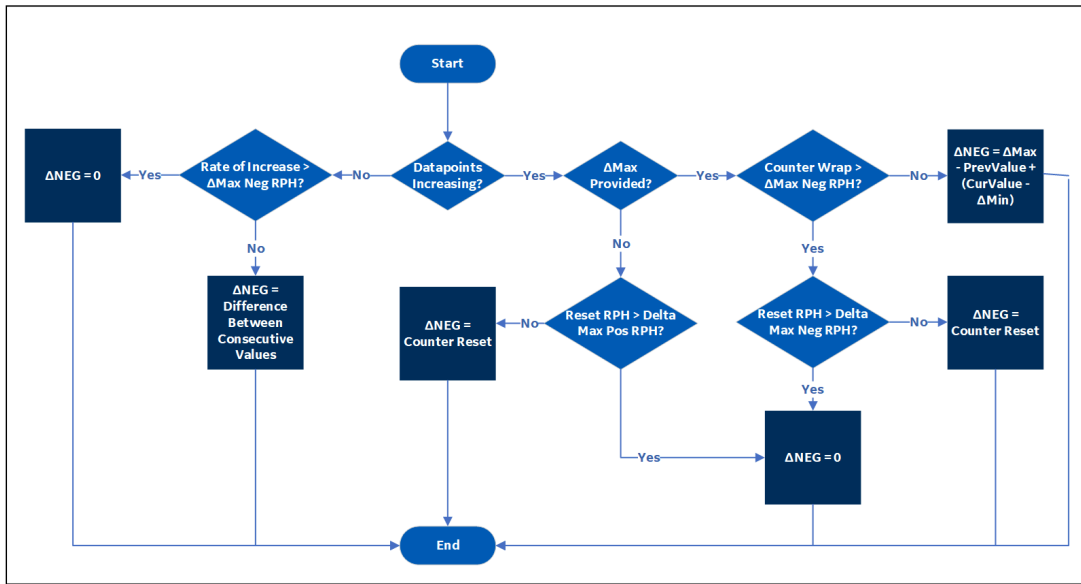 Start
Rate of Increase >
ΔMax Neg RPH?
Datapoints
Increasing?
ΔMax
Provided?
Counter Wrap >
ΔMax Neg RPH?
ΔNEG = ΔMax
- PrevValue +
(CurValue -
ΔMin)
ΔNEG = 0
Yes
No
Yes
Yes
No
No
No
Yes
ΔNEG =
Difference
Between
Consecutive
Values
ΔNEG =
Counter Reset
No
Reset RPH > Delta
Max Pos RPH?
Reset RPH > Delta
Max Neg RPH?
No
ΔNEG =
Counter Reset
Yes
Yes
ΔNEG = 0
End